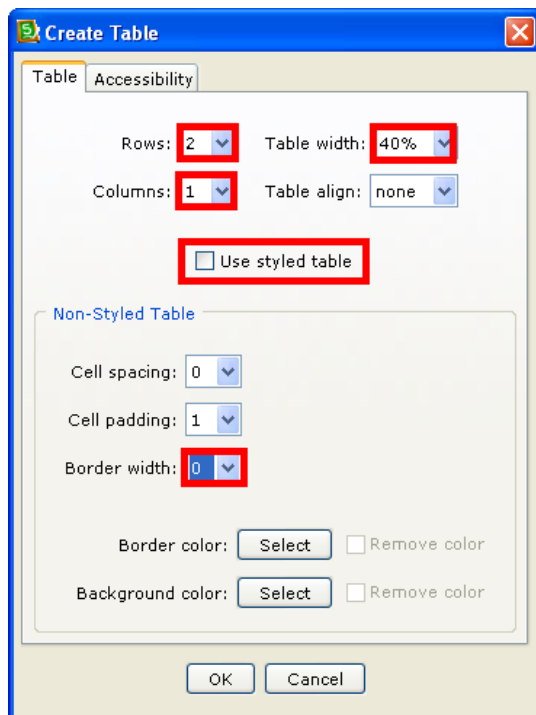 Create Table
Table Accessibility
Rows: 2 Table width: 40%
Columns: 1 Table align: none
Use styled table
Non-Styled Table
Cell spacing: 0
Cell padding: 1
Border width: 0
Border color: Select Remove color
Background color: Select Remove color
OK Cancel